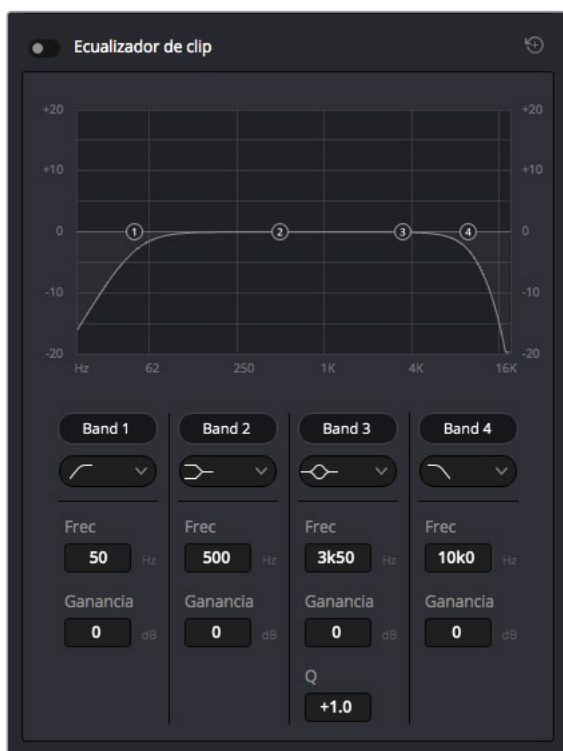 Ecualizador de clip
+20 +20
+10 +10
0 1 2 3 4 0
-10 -10
-20 -20
Hz 62 250 1K 4K 16K
Band 1 Band 2 Band 3 Band 4
Frec Frec Frec Frec
50 Hz 500 Hz 3k50 Hz 10k0 Hz
Ganancia Ganancia Ganancia Ganancia
0 dB 0 dB 0 dB 0 dB
Q
+1.0